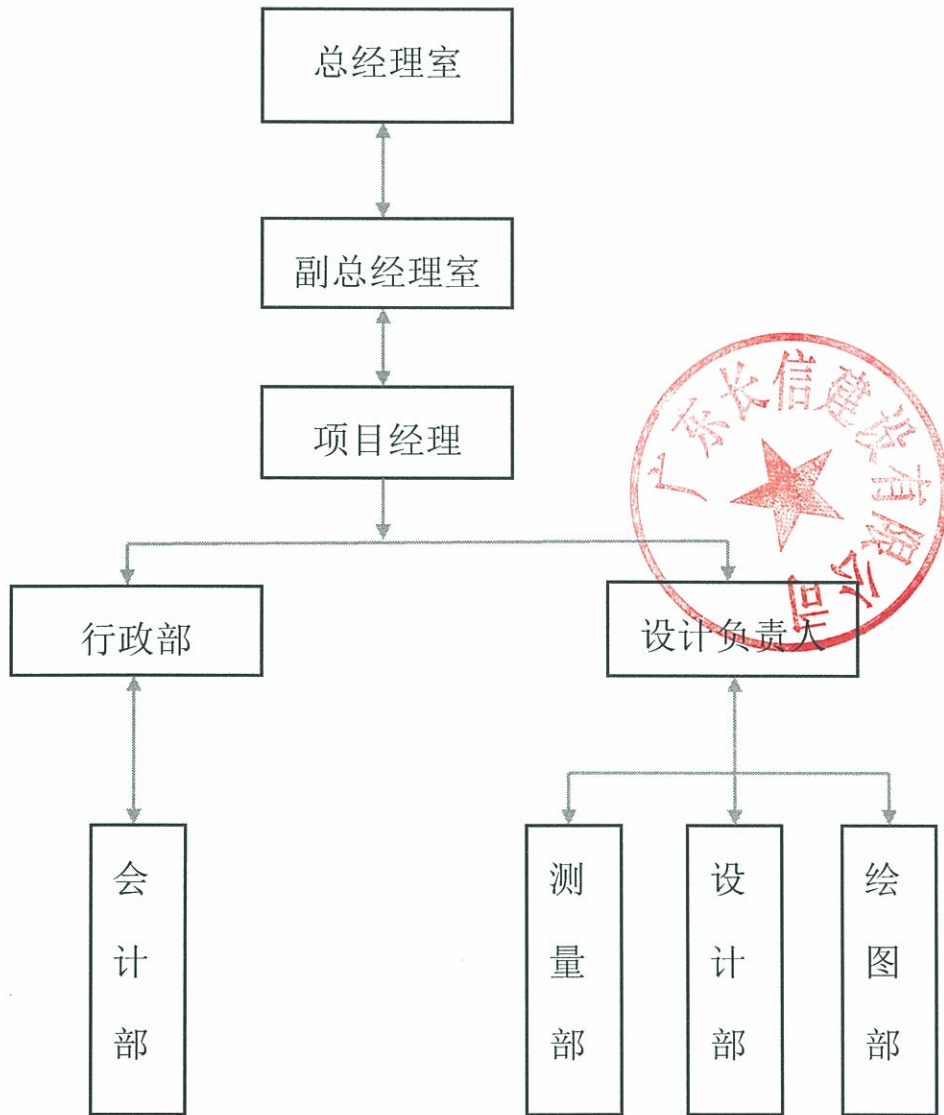 总经理室
副总经理室
项目经理
广东长信建设有限公司
行政部
设计负责人
会计部
测量部
设计部
绘图部